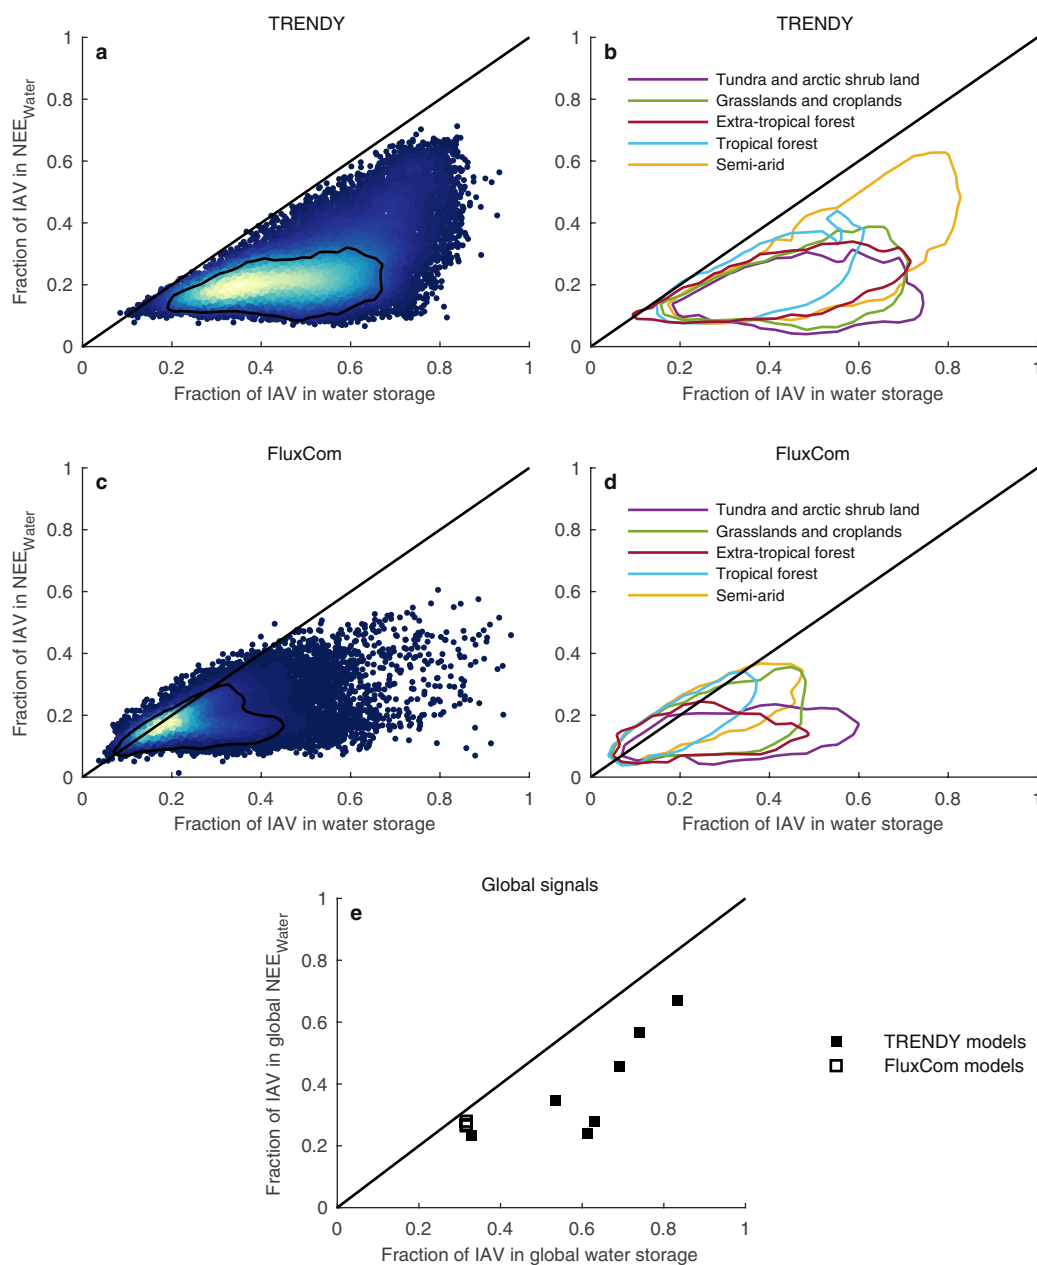 TRENDY
a
1
0.8
0.6
0.4
0.2
0
0 0.2 0.4 0.6 0.8 1
Fraction of IAV in NEE_Water
Fraction of IAV in water storage
TRENDY
b
1
0.8
0.6
0.4
0.2
0
0 0.2 0.4 0.6 0.8 1
Tundra and arctic shrub land
Grasslands and croplands
Extra-tropical forest
Tropical forest
Semi-arid
Fraction of IAV in water storage
FluxCom
c
1
0.8
0.6
0.4
0.2
0
0 0.2 0.4 0.6 0.8 1
Fraction of IAV in NEE_Water
Fraction of IAV in water storage
FluxCom
d
1
0.8
0.6
0.4
0.2
0
0 0.2 0.4 0.6 0.8 1
Tundra and arctic shrub land
Grasslands and croplands
Extra-tropical forest
Tropical forest
Semi-arid
Fraction of IAV in water storage
Global signals
e
1
0.8
0.6
0.4
0.2
0
0 0.2 0.4 0.6 0.8 1
Fraction of IAV in global NEE_Water
Fraction of IAV in global water storage
TRENDY models
FluxCom models